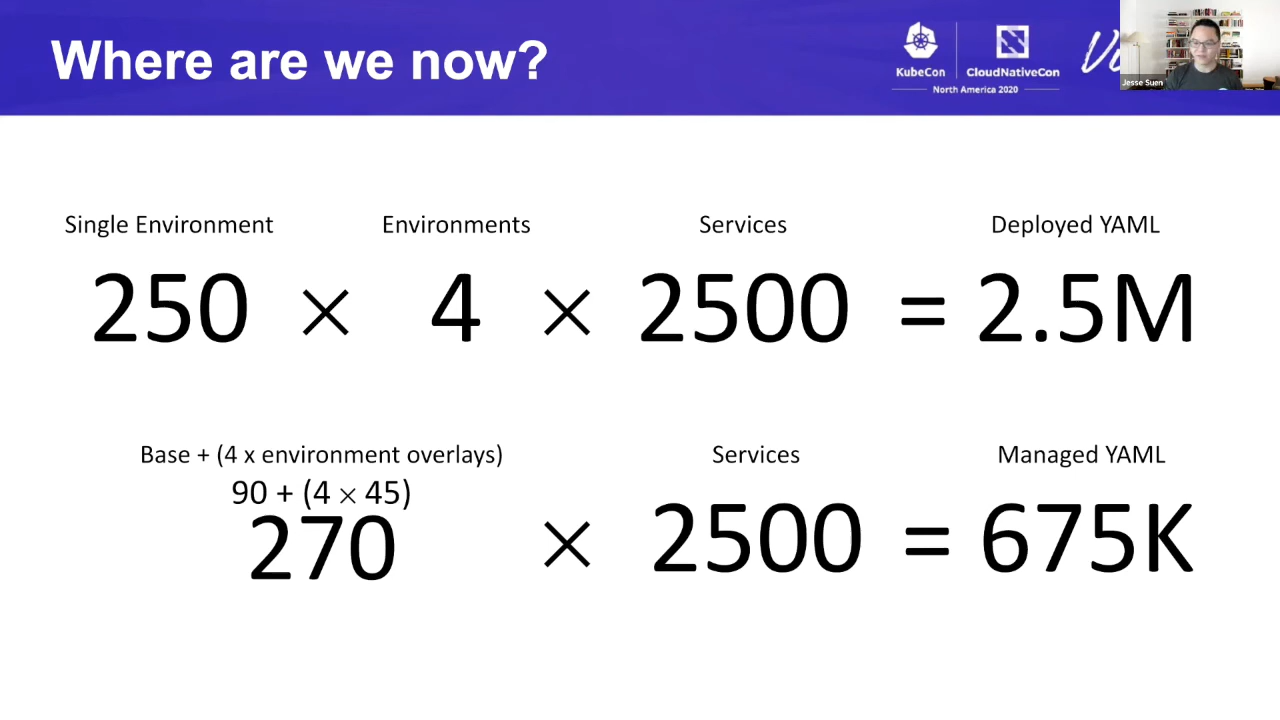 Where are we now?
KubeCon
CloudNativeCon
North America 2020
Jesse Suen
Single Environment
Environments
Services
Deployed YAML
250 × 4 × 2500 = 2.5M
Base + (4 x environment overlays)
Services
Managed YAML
90 + (4 × 45)
270 × 2500 = 675K